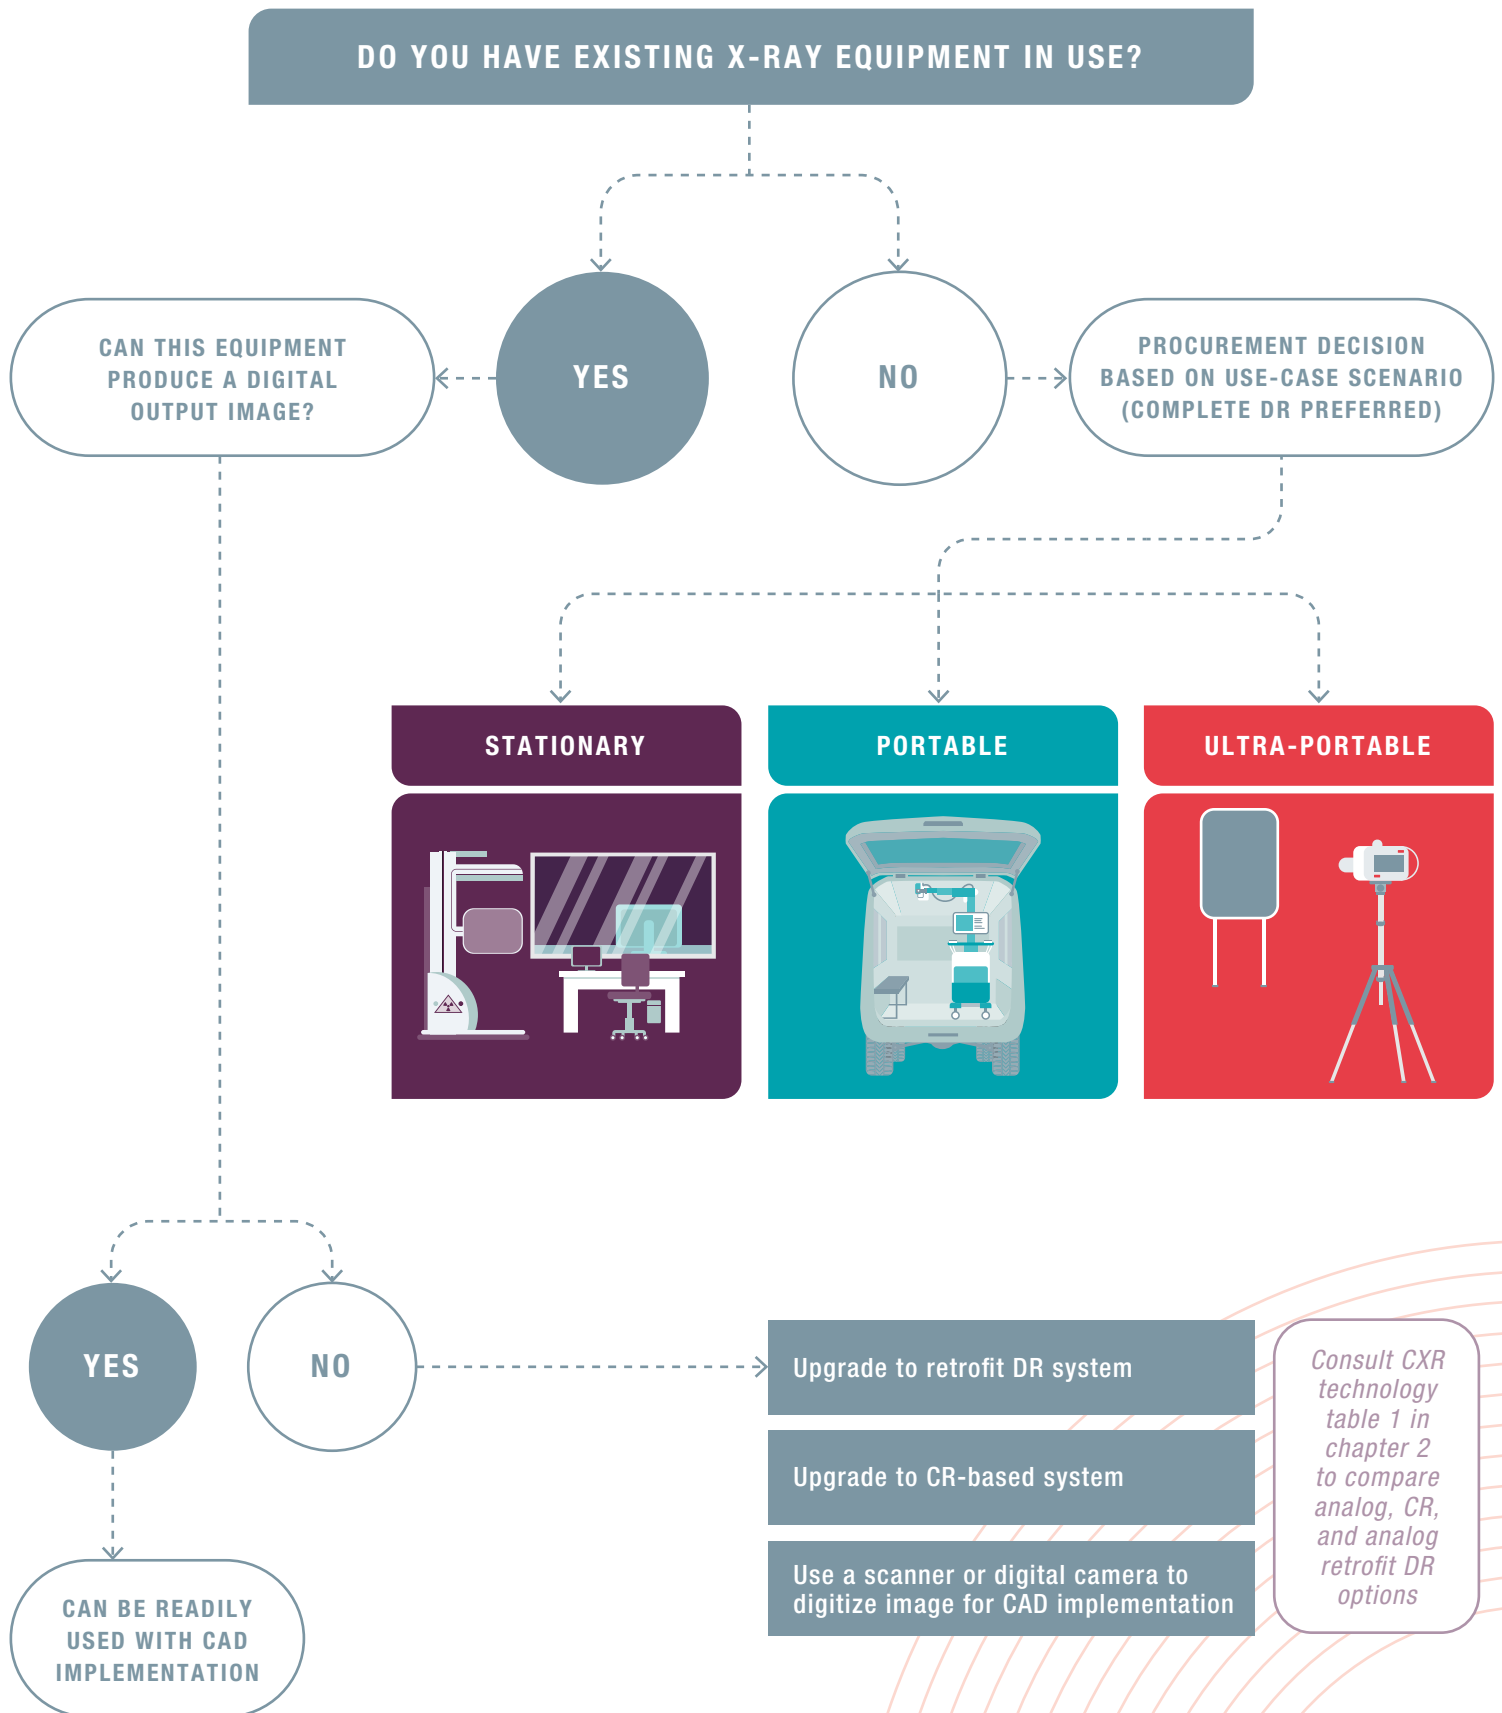 DO YOU HAVE EXISTING X-RAY EQUIPMENT IN USE?
CAN THIS EQUIPMENT
PRODUCE A DIGITAL
OUTPUT IMAGE?
YES
NO
PROCUREMENT DECISION
BASED ON USE-CASE SCENARIO
(COMPLETE DR PREFERRED)
STATIONARY
PORTABLE
ULTRA-PORTABLE
YES
NO
Upgrade to retrofit DR system
Upgrade to CR-based system
Use a scanner or digital camera to
digitize image for CAD implementation
Consult CXR
technology
table 1 in
chapter 2
to compare
analog, CR,
and analog
retrofit DR
options
CAN BE READILY
USED WITH CAD
IMPLEMENTATION